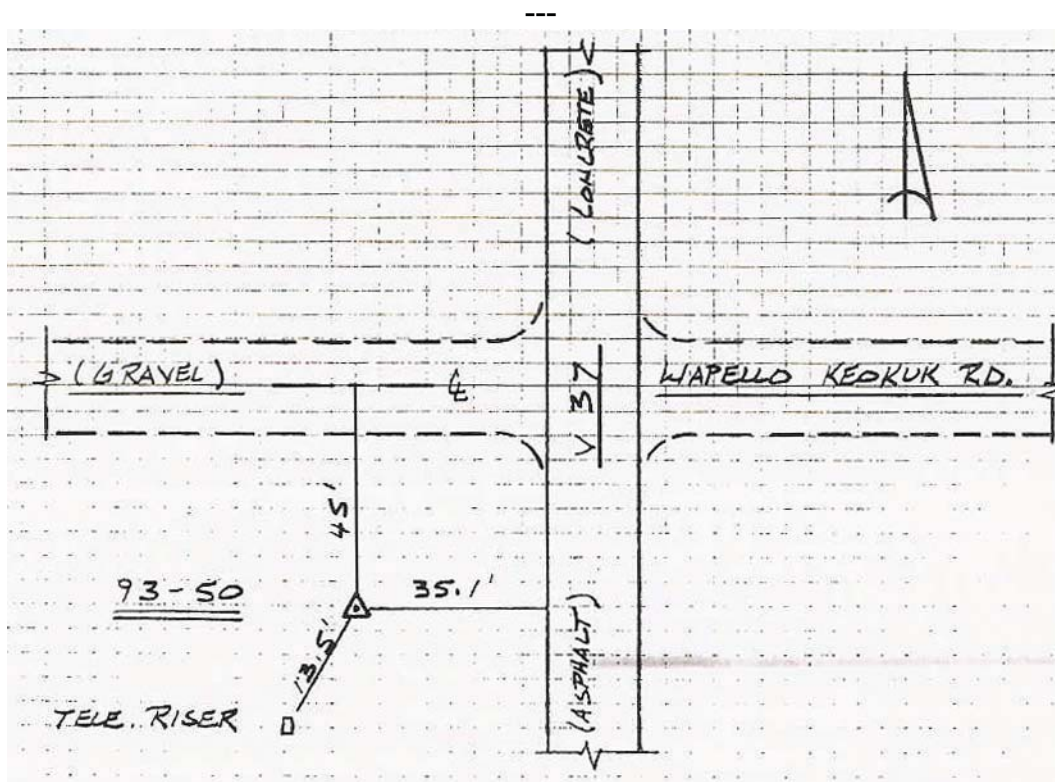 ---
(CONCRETE)
(GRAVEL)
℄
V 37
WAPELLO KEOKUK RD.
45'
93-50
35.1'
13.5'
(ASPHALT)
TELE. RISER